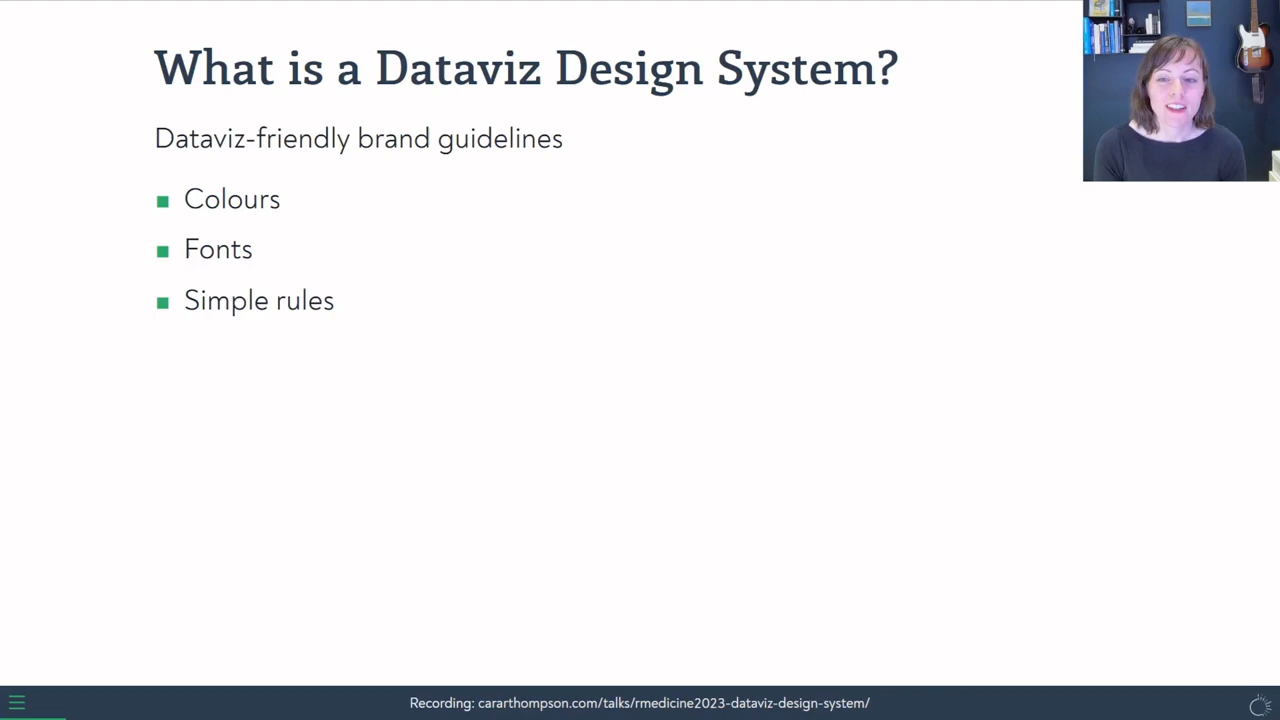 What is a Dataviz Design System?
Dataviz-friendly brand guidelines
Colours
Fonts
Simple rules
Recording: cararthompson.com/talks/rmedicine2023-dataviz-design-system/